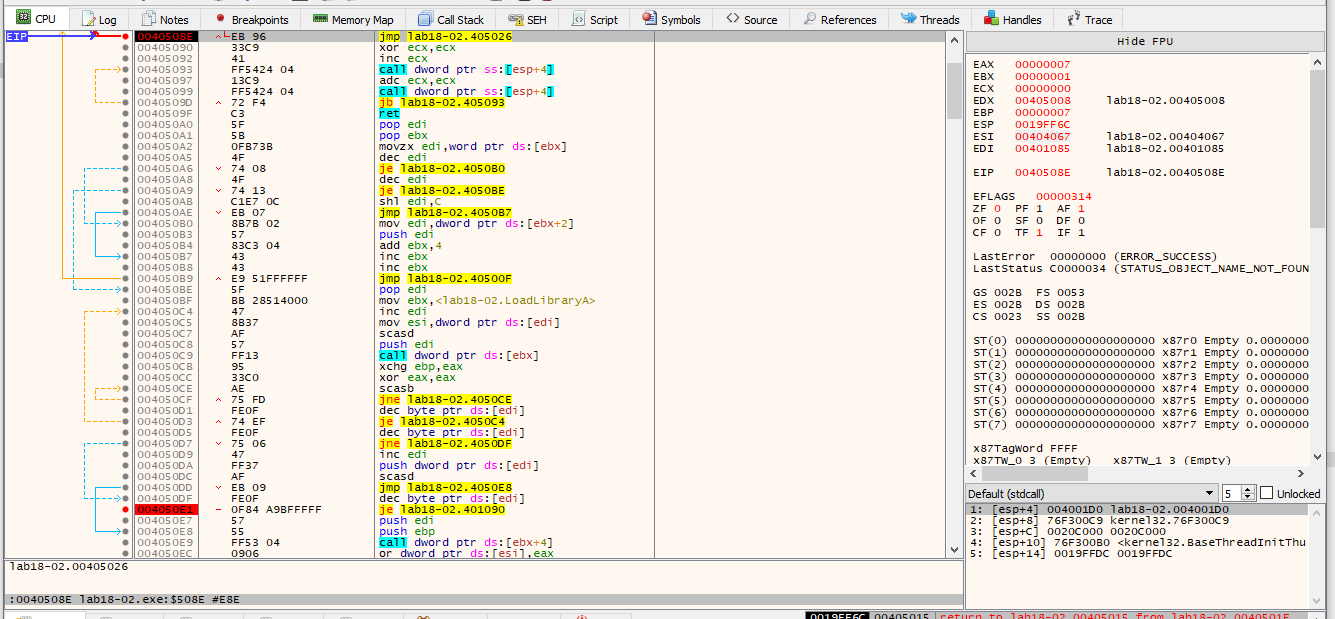 CPU Log Notes Breakpoints Memory Map Call Stack SEH Script Symbols Source References Threads Handles Trace
EIP
0040508E EB 96 jmp lab18-02.405026
00405090 33C9 xor ecx,ecx
00405092 41 inc ecx
00405093 FF5424 04 call dword ptr ss:[esp+4]
00405097 13C9 adc ecx,ecx
00405099 FF5424 04 call dword ptr ss:[esp+4]
0040509D 72 F4 jb lab18-02.405093
0040509F C3 ret
004050A0 5F pop edi
004050A1 5B pop ebx
004050A2 0FB73B movzx edi,word ptr ds:[ebx]
004050A5 4F dec edi
004050A6 74 08 je lab18-02.4050B0
004050A8 4F dec edi
004050A9 74 13 je lab18-02.4050BE
004050AB C1E7 0C shl edi,C
004050AE EB 07 jmp lab18-02.4050B7
004050B0 8B7B 02 mov edi,dword ptr ds:[ebx+2]
004050B3 57 push edi
004050B4 83C3 04 add ebx,4
004050B7 43 inc ebx
004050B8 43 inc ebx
004050B9 E9 51FFFFFF jmp lab18-02.40500F
004050BE 5F pop edi
004050BF BB 28514000 mov ebx,<lab18-02.LoadLibraryA>
004050C4 47 inc edi
004050C5 8B37 mov esi,dword ptr ds:[edi]
004050C7 AF scasd
004050C8 57 push edi
004050C9 FF13 call dword ptr ds:[ebx]
004050CB 95 xchg ebp,eax
004050CC 33C0 xor eax,eax
004050CE AE scasb
004050CF 75 FD jne lab18-02.4050CE
004050D1 FE0F dec byte ptr ds:[edi]
004050D3 74 EF je lab18-02.4050C4
004050D5 FE0F dec byte ptr ds:[edi]
004050D7 75 06 jne lab18-02.4050DF
004050D9 47 inc edi
004050DA FF37 push dword ptr ds:[edi]
004050DC AF scasd
004050DD EB 09 jmp lab18-02.4050E8
004050DF FE0F dec byte ptr ds:[edi]
004050E1 0F84 A9BFFFFF je lab18-02.401090
004050E7 57 push edi
004050E8 55 push ebp
004050E9 FF53 04 call dword ptr ds:[ebx+4]
004050EC 0906 or dword ptr ds:[esi],eax
lab18-02.00405026
:0040508E lab18-02.exe:$508E #E8E
Hide FPU
EAX 00000007
EBX 00000001
ECX 00000000
EDX 00405008 lab18-02.00405008
EBP 00000007
ESP 0019FF6C
ESI 00404067 lab18-02.00404067
EDI 00401085 lab18-02.00401085
EIP 0040508E lab18-02.0040508E
EFLAGS 00000314
ZF 0 PF 1 AF 1
OF 0 SF 0 DF 0
CF 0 TF 1 IF 1
LastError 00000000 (ERROR_SUCCESS)
LastStatus C0000034 (STATUS_OBJECT_NAME_NOT_FOUN
GS 002B FS 0053
ES 002B DS 002B
CS 0023 SS 002B
ST(0) 00000000000000000000 x87r0 Empty 0.0000000
ST(1) 00000000000000000000 x87r1 Empty 0.0000000
ST(2) 00000000000000000000 x87r2 Empty 0.0000000
ST(3) 00000000000000000000 x87r3 Empty 0.0000000
ST(4) 00000000000000000000 x87r4 Empty 0.0000000
ST(5) 00000000000000000000 x87r5 Empty 0.0000000
ST(6) 00000000000000000000 x87r6 Empty 0.0000000
ST(7) 00000000000000000000 x87r7 Empty 0.0000000
x87TagWord FFFF
x87TW_0 3 (Empty) x87TW_1 3 (Empty)
Default (stdcall) 5 Unlocked
1: [esp+4] 004001D0 lab18-02.004001D0
2: [esp+8] 76F300C9 kernel32.76F300C9
3: [esp+C] 0020C000 0020C000
4: [esp+10] 76F300B0 <kernel32.BaseThreadInitThu
5: [esp+14] 0019FFDC 0019FFDC
0019FF6C 00405015 return to lab18-02.00405015 from lab18-02.0040501F